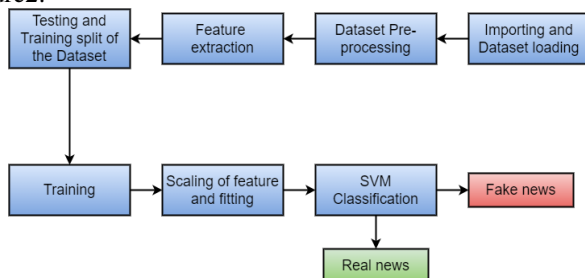 Testing and
Training split of
the Dataset
Feature
extraction
Dataset Pre-
processing
Importing and
Dataset loading
Training
Scaling of feature
and fitting
SVM
Classification
Fake news
Real news